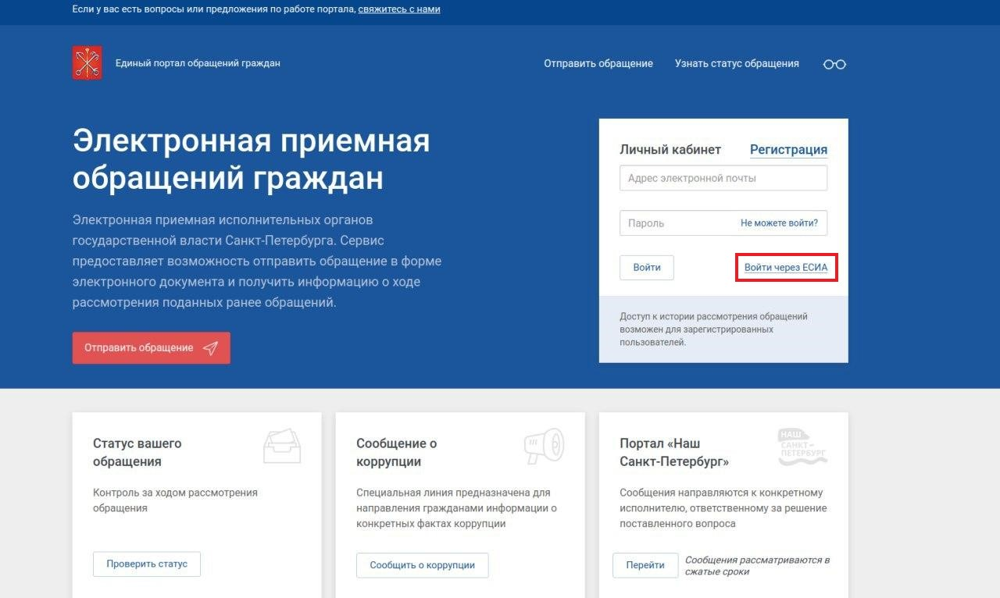 Если у вас есть вопросы или предложения по работе портала, свяжитесь с нами
Единый портал обращений граждан
Отправить обращение
Узнать статус обращения
Электронная приемная
обращений граждан
Электронная приемная исполнительных органов
государственной власти Санкт-Петербурга. Сервис
предоставляет возможность отправить обращение в форме
электронного документа и получить информацию о ходе
рассмотрения поданных ранее обращений.
Отправить обращение
Личный кабинет
Регистрация
Адрес электронной почты
Пароль
Не можете войти?
Войти
Войти через ЕСИА
Доступ к истории рассмотрения обращений
возможен для зарегистрированных
пользователей.
Статус вашего
обращения
Контроль за ходом рассмотрения
обращения
Проверить статус
Сообщение о
коррупции
Специальная линия предназначена для
направления гражданами информации о
конкретных фактах коррупции
Сообщить о коррупции
Портал «Наш
Санкт-Петербург»
НАШ
САНКТ-
ПЕТЕРБУРГ
Сообщения направляются к конкретному
исполнителю, ответственному за решение
поставленного вопроса
Перейти
Сообщения рассматриваются в
сжатые сроки